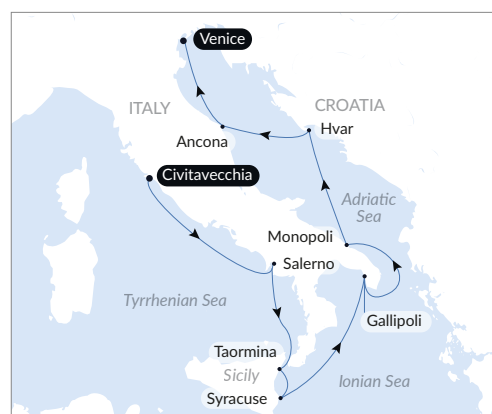 Venice
ITALY
CROATIA
Hvar
Ancona
Civitavecchia
Adriatic
Sea
Monopoli
Salerno
Tyrrhenian Sea
Gallipoli
Taormina
Sicily
Ionian Sea
Syracuse